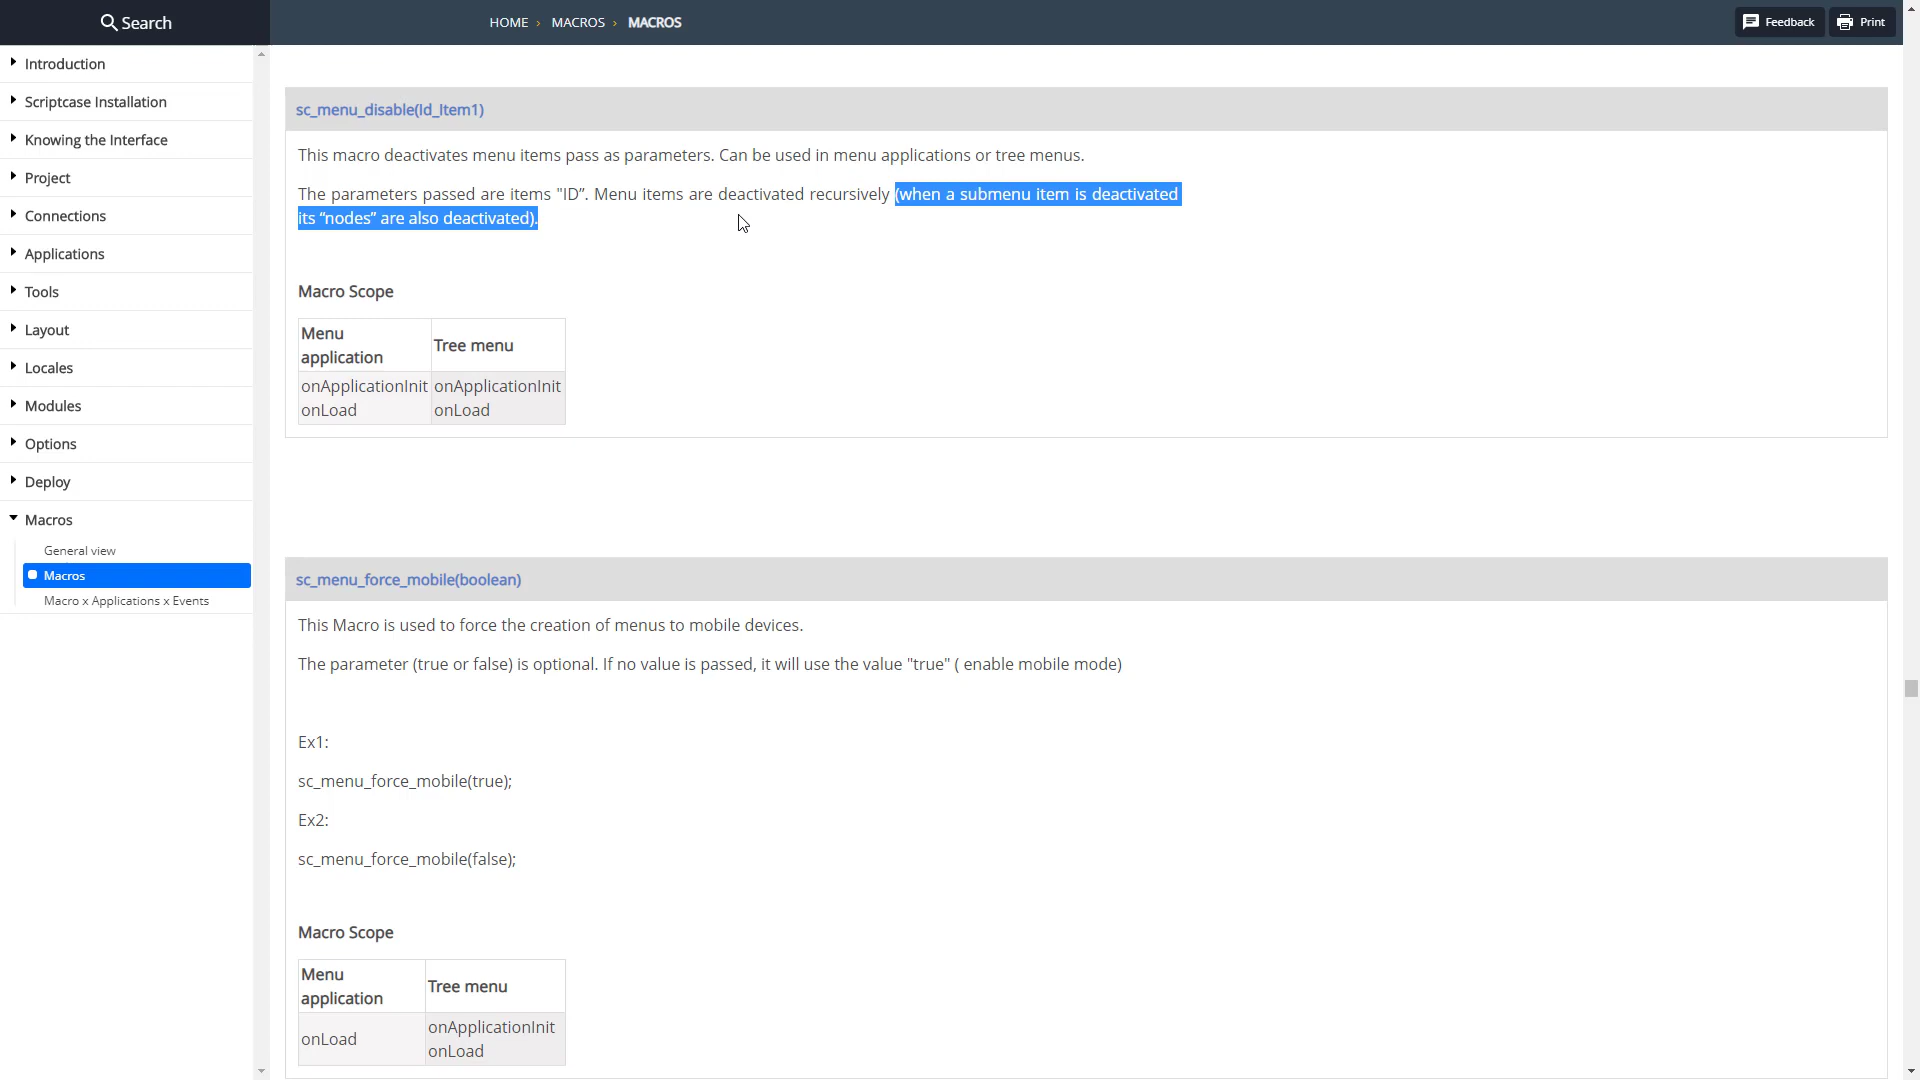 Search
HOME › MACROS › MACROS
Feedback
Print
Introduction
Scriptcase Installation
Knowing the Interface
Project
Connections
Applications
Tools
Layout
Locales
Modules
Options
Deploy
Macros
General view
Macros
Macro x Applications x Events
sc_menu_disable(Id_Item1)
This macro deactivates menu items pass as parameters. Can be used in menu applications or tree menus.
The parameters passed are items "ID”. Menu items are deactivated recursively (when a submenu item is deactivated
its “nodes” are also deactivated).
Macro Scope
Menu
application
Tree menu
onApplicationInit
onLoad
onApplicationInit
onLoad
sc_menu_force_mobile(boolean)
This Macro is used to force the creation of menus to mobile devices.
The parameter (true or false) is optional. If no value is passed, it will use the value "true" ( enable mobile mode)
Ex1:
sc_menu_force_mobile(true);
Ex2:
sc_menu_force_mobile(false);
Macro Scope
Menu
application
Tree menu
onLoad
onApplicationInit
onLoad